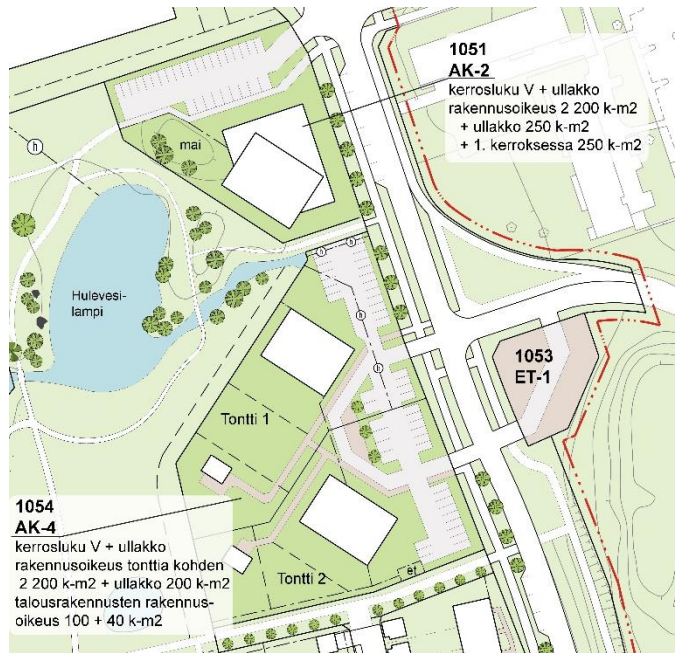 1051
AK-2
kerrosluku V + ullakko
rakennusoikeus 2 200 k-m2
+ ullakko 250 k-m2
+ 1. kerroksessa 250 k-m2
mai
h
Hulevesi-
lampi
h
h
h
h
1053
ET-1
Tontti 1
1054
AK-4
kerrosluku V + ullakko
rakennusoikeus tonttia kohden
2 200 k-m2 + ullakko 200 k-m2
talousrakennusten rakennus-
oikeus 100 + 40 k-m2
Tontti 2
et